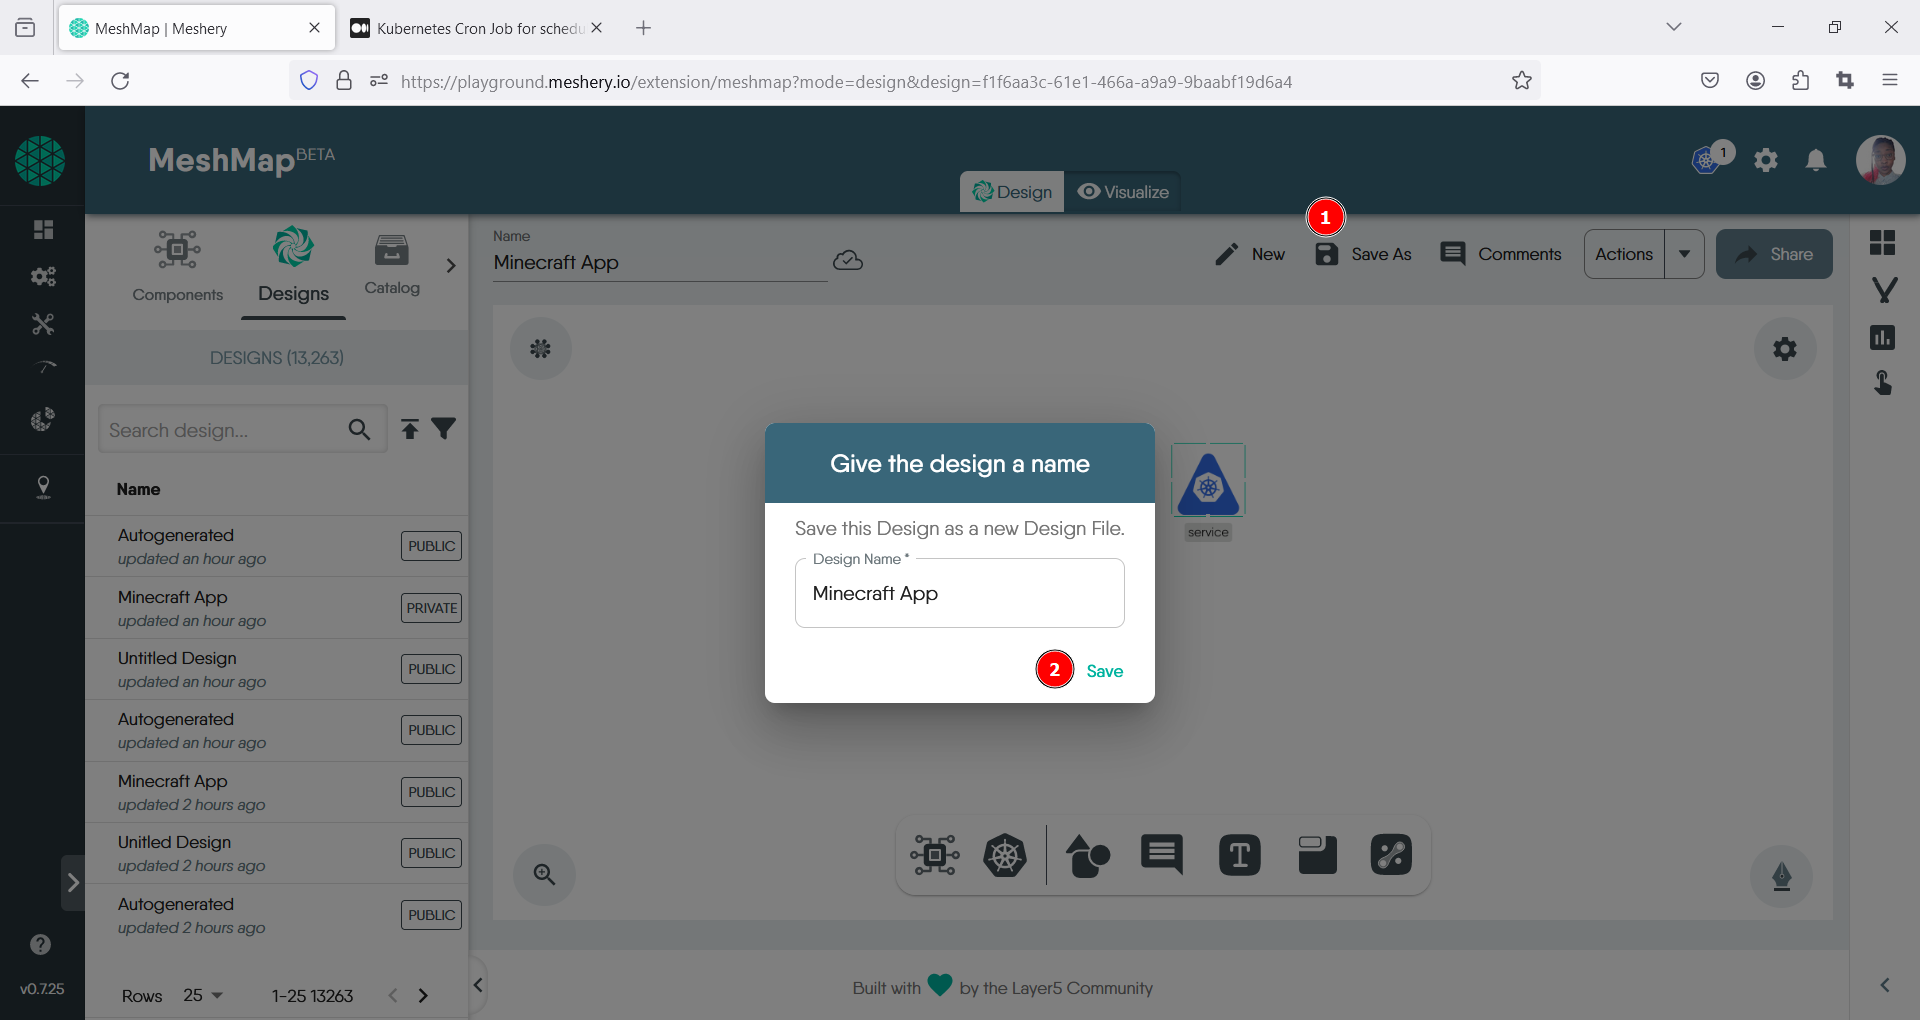 MeshMap | Meshery
Kubernetes Cron Job for schedu
https://playground.meshery.io/extension/meshmap?mode=design&design=f1f6aa3c-61e1-466a-a9a9-9baabf19d6a4
MeshMap BETA
1
Design
Visualize
1
Components
Designs
Catalog
Name
Minecraft App
New
Save As
Comments
Actions
Share
DESIGNS (13,263)
Search design...
Name
Autogenerated
updated an hour ago
PUBLIC
Minecraft App
updated an hour ago
PRIVATE
Untitled Design
updated an hour ago
PUBLIC
Autogenerated
updated an hour ago
PUBLIC
Minecraft App
updated 2 hours ago
PUBLIC
Unitled Design
updated 2 hours ago
PUBLIC
Autogenerated
updated 2 hours ago
PUBLIC
Rows 25 1-25 13263
v0.7.25
service
Give the design a name
Save this Design as a new Design File.
Design Name *
Minecraft App
2
Save
T
Built with by the Layer5 Community